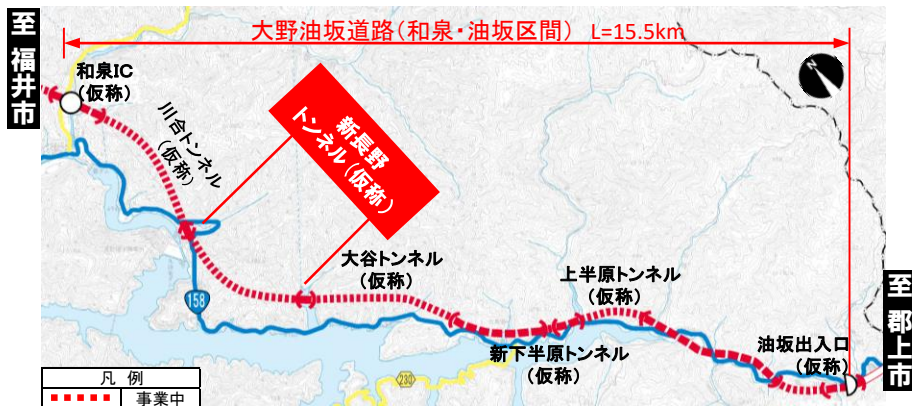 大野油坂道路(和泉・油坂区間) L=15.5km
至 福井市
和泉IC
(仮称)
川合トンネル
(仮称)
新長野
トンネル(仮称)
N
大谷トンネル
(仮称)
上半原トンネル
(仮称)
158
新下半原トンネル
(仮称)
油坂出入口
(仮称)
至 郡上市
230
凡 例
事業中